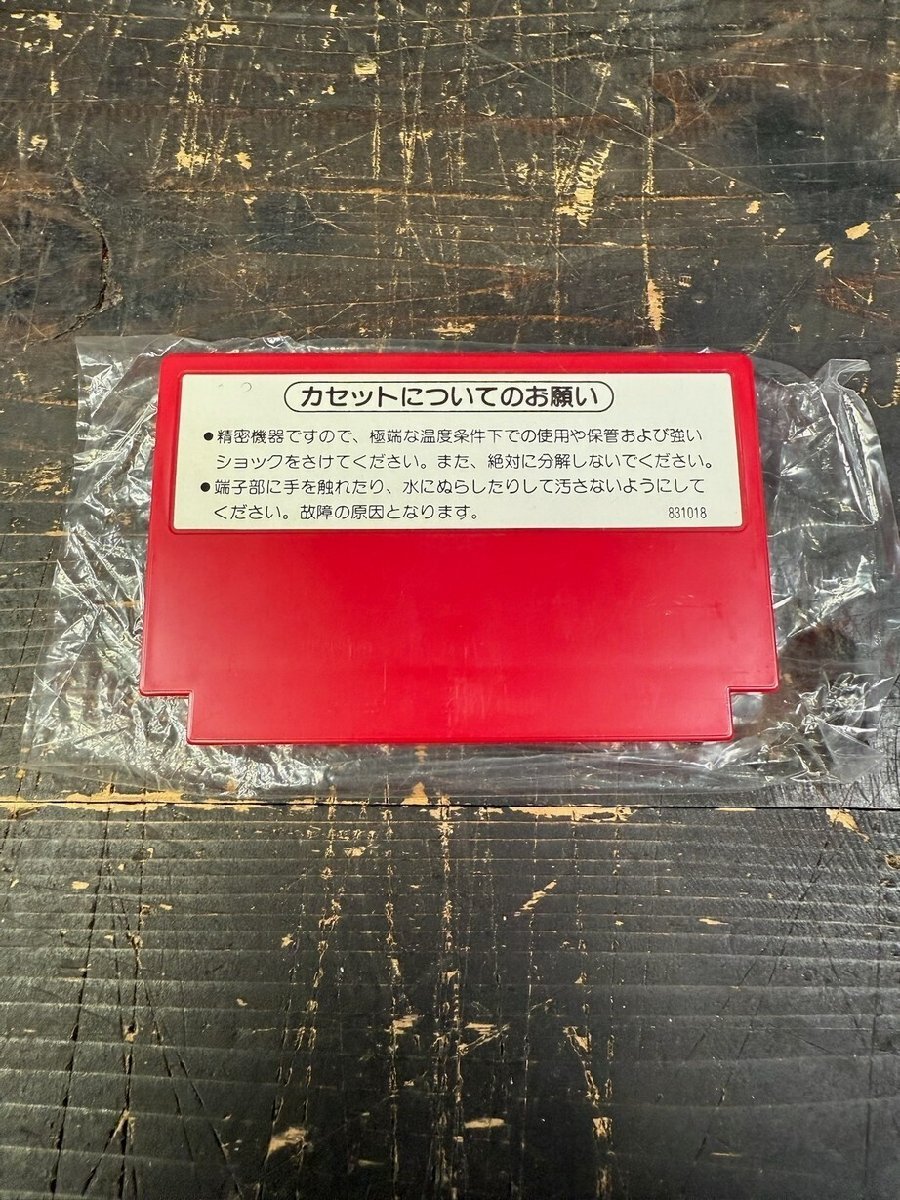 カセットについてのお願い
●精密機器ですので、極端な温度条件下での使用や保管および強い
ショックをさけてください。また、絶対に分解しないでください。
●端子部に手を触れたり、水にぬらしたりして汚さないようにして
ください。故障の原因となります。 831018